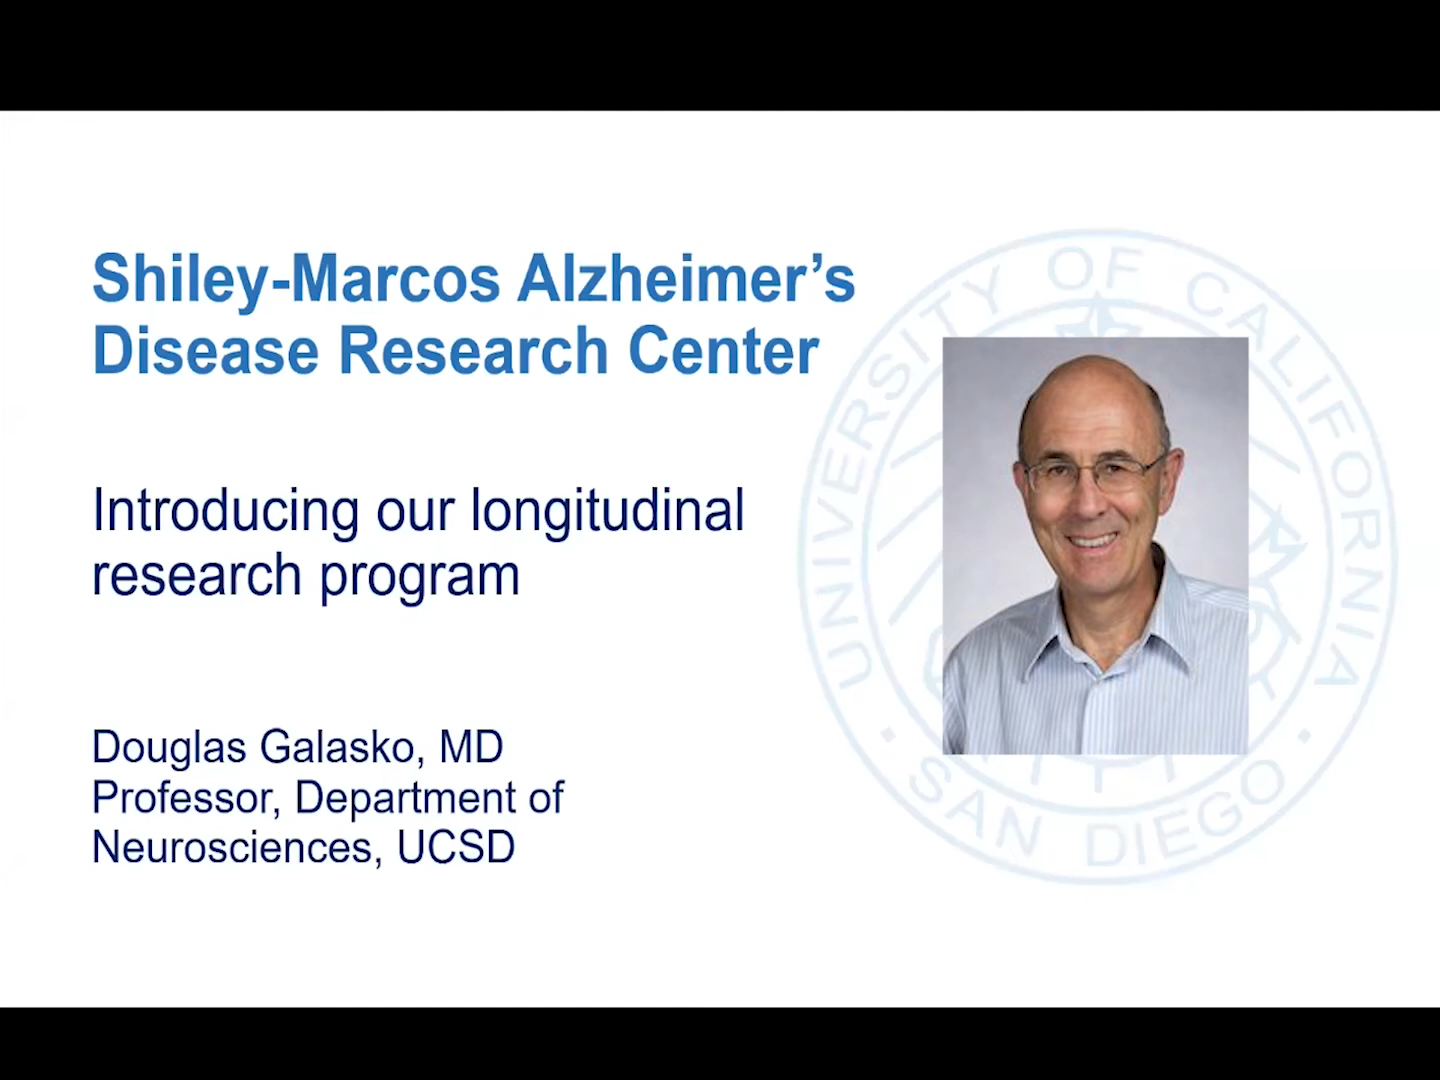 Shiley-Marcos Alzheimer’s
Disease Research Center
Introducing our longitudinal
research program
Douglas Galasko, MD
Professor, Department of
Neurosciences, UCSD
UNIVERSITY OF CALIFORNIA
SAN DIEGO